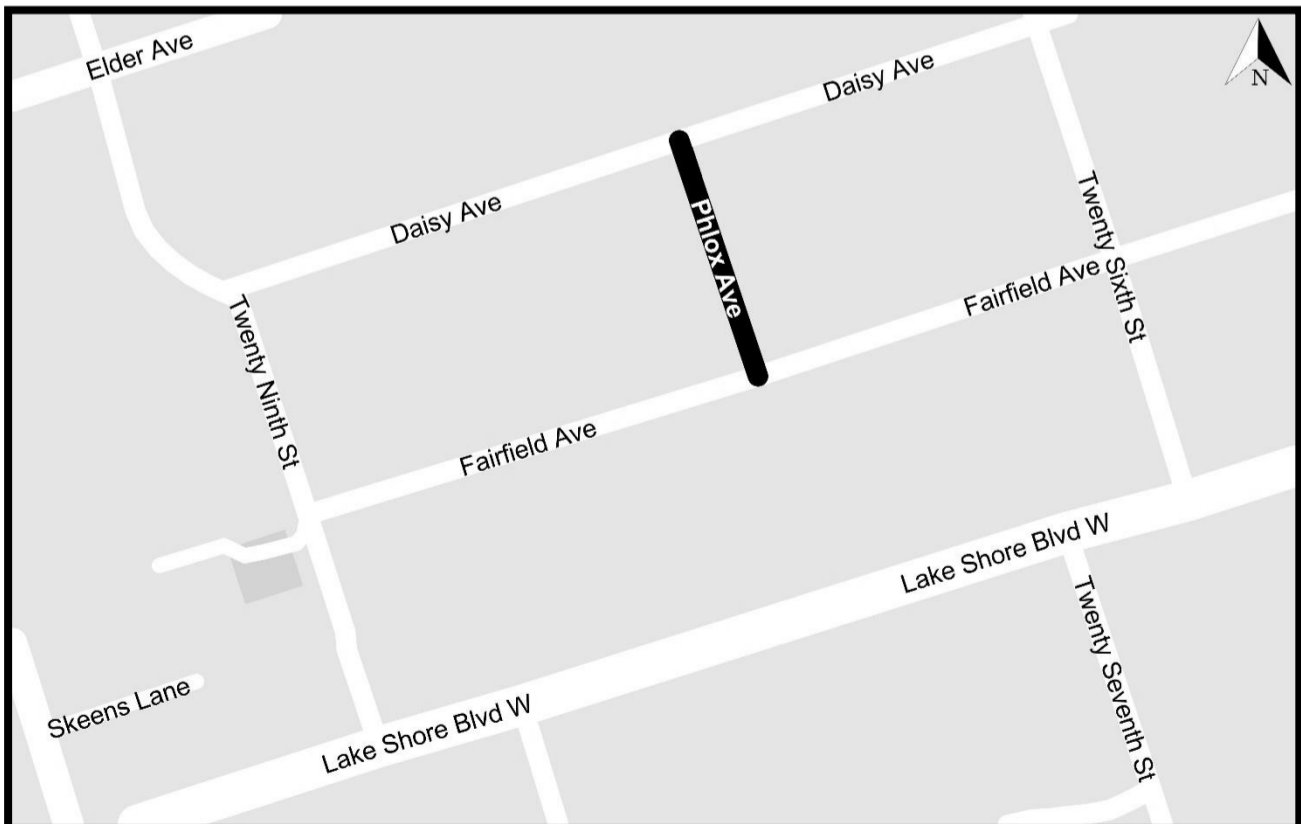 Elder Ave
Daisy Ave
N
Daisy Ave
Phlox Ave
Twenty Sixth St
Fairfield Ave
Twenty Ninth St
Fairfield Ave
Lake Shore Blvd W
Twenty Seventh St
Skeens Lane
Lake Shore Blvd W